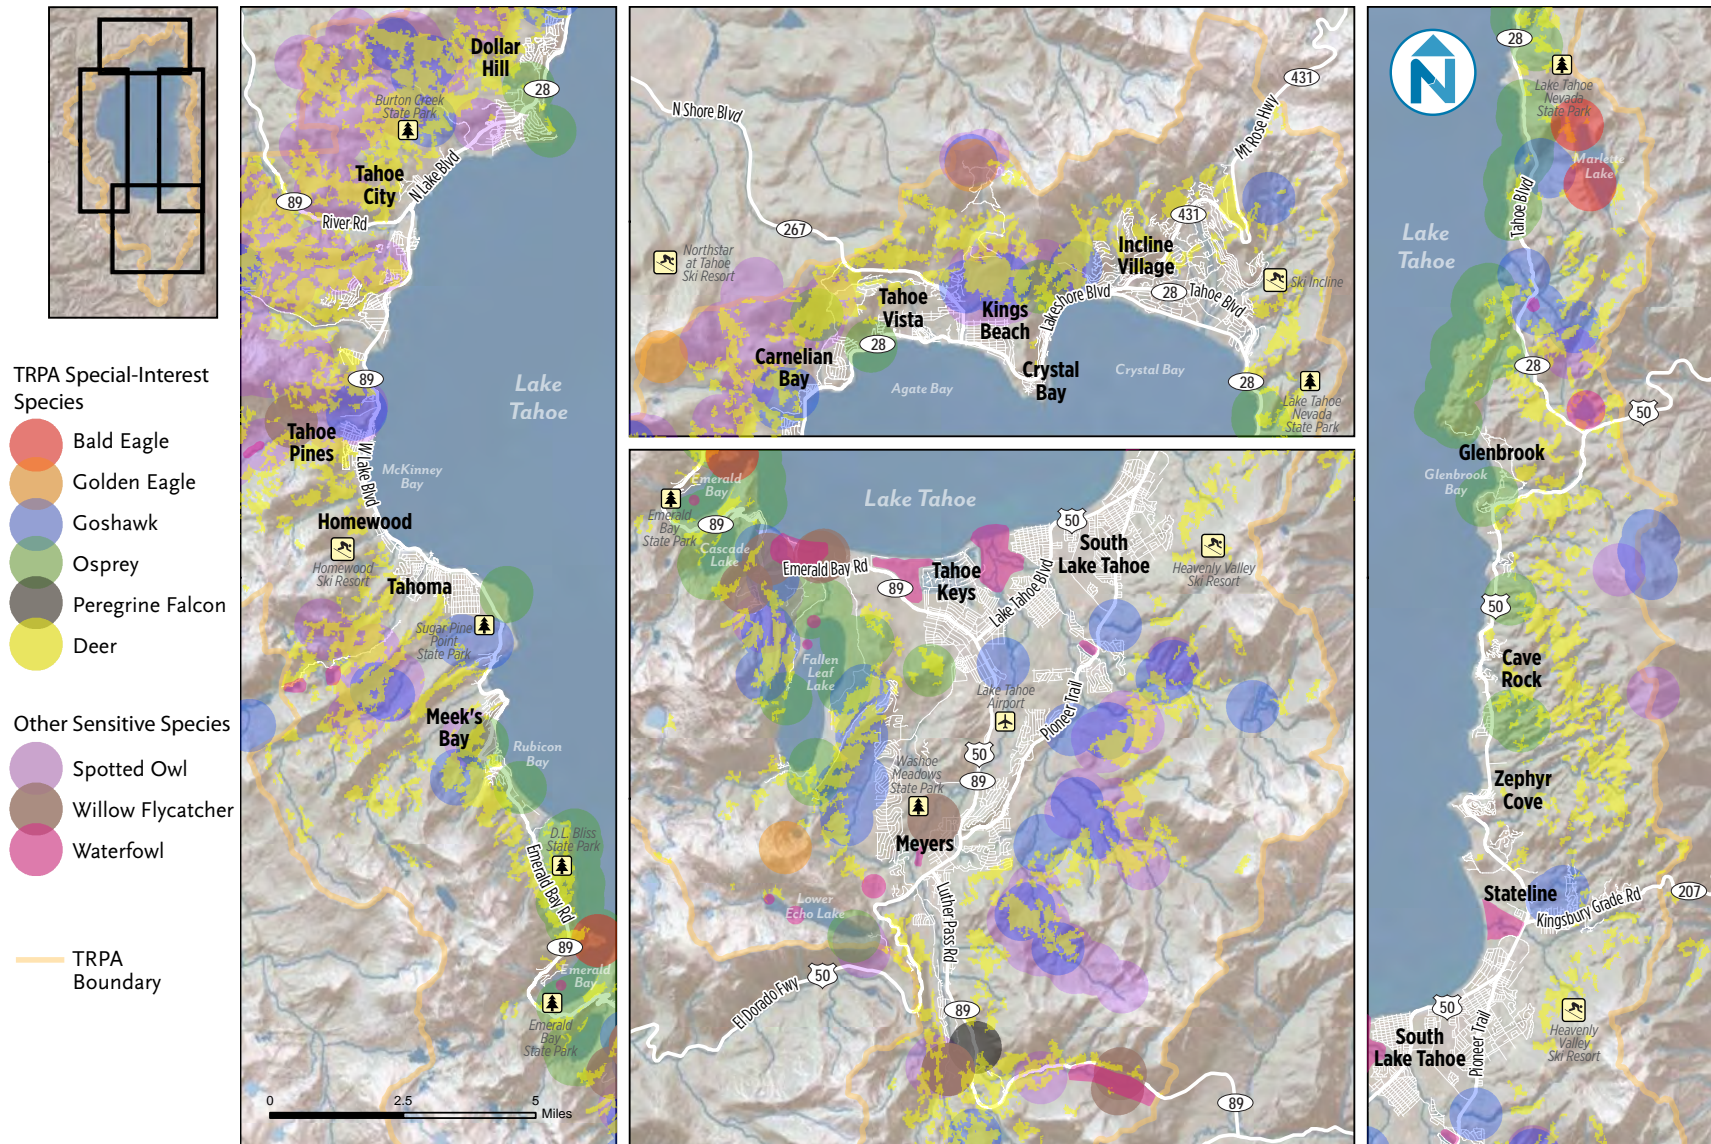 TRPA Special-Interest
Species
Bald Eagle
Golden Eagle
Goshawk
Osprey
Peregrine Falcon
Deer
Other Sensitive Species
Spotted Owl
Willow Flycatcher
Waterfowl
TRPA
Boundary
Dollar
Hill
28
Burton Creek
State Park
Tahoe
City
N Lake Blvd
89
River Rd
Lake
Tahoe
89
Tahoe
Pines
W Lake Blvd
McKinney
Bay
Homewood
Homewood
Ski Resort
Tahoma
Sugar Pine
Point
State Park
Meek's
Bay
Rubicon
Bay
D.L. Bliss
State Park
Emerald Bay Rd
89
Emerald
Bay
Emerald
Bay
State Park
0
2.5
5
Miles
N Shore Blvd
431
Mt Rose Hwy
267
431
Northstar
at Tahoe
Ski Resort
Incline
Village
Ski Incline
Tahoe
Vista
Kings
Beach
Lakeshore Blvd
28
Tahoe Blvd
28
Carnelian
Bay
Agate Bay
Crystal
Bay
Crystal Bay
28
Lake Tahoe
Nevada
State Park
Emerald
Bay
Lake Tahoe
Emerald
Bay
State Park
89
Cascade
Lake
50
South
Lake Tahoe
Heavenly Valley
Ski Resort
Emerald Bay Rd
Tahoe
Keys
89
Lake Tahoe Blvd
Fallen
Leaf
Lake
Lake Tahoe
Airport
Pioneer Trail
50
89
Washoe
Meadows
State Park
Meyers
Lower
Echo Lake
Luther Pass Rd
50
El Dorado Fwy
89
89
N
28
Lake Tahoe
Nevada
State Park
Marlette
Lake
Tahoe Blvd
Lake
Tahoe
28
50
Glenbrook
Glenbrook
Bay
50
Cave
Rock
Zephyr
Cove
Stateline
207
Kingsbury Grade Rd
50
South
Lake Tahoe
Pioneer Trail
Heavenly
Valley
Ski Resort